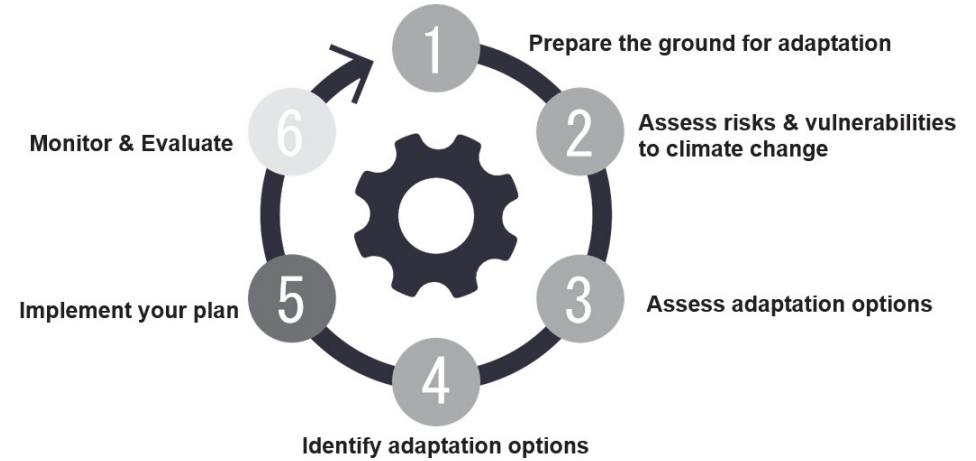 1
Prepare the ground for adaptation
2
Assess risks & vulnerabilities
to climate change
3
Assess adaptation options
4
Identify adaptation options
5
Implement your plan
6
Monitor & Evaluate